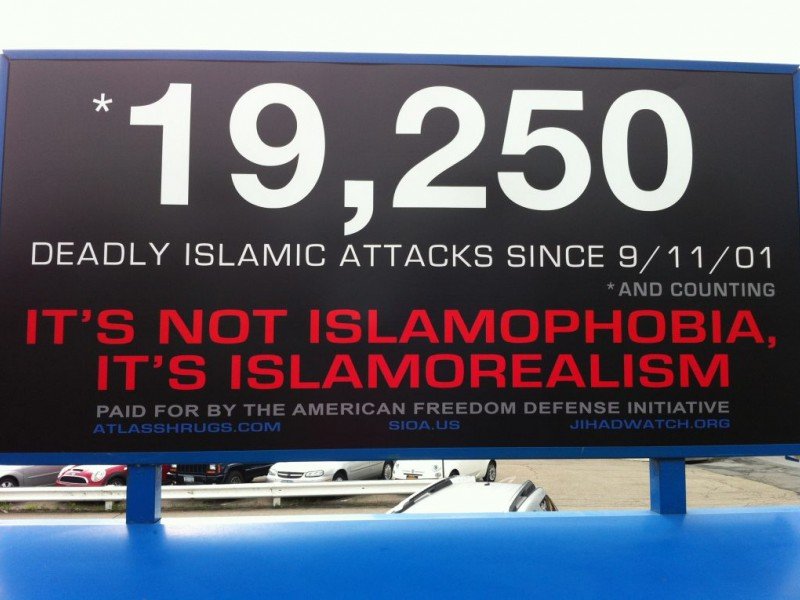 *19,250
DEADLY ISLAMIC ATTACKS SINCE 9/11/01
*AND COUNTING
IT'S NOT ISLAMOPHOBIA,
IT'S ISLAMOREALISM
PAID FOR BY THE AMERICAN FREEDOM DEFENSE INITIATIVE
ATLASSHRUGS.COM SIOA.US JIHADWATCH.ORG